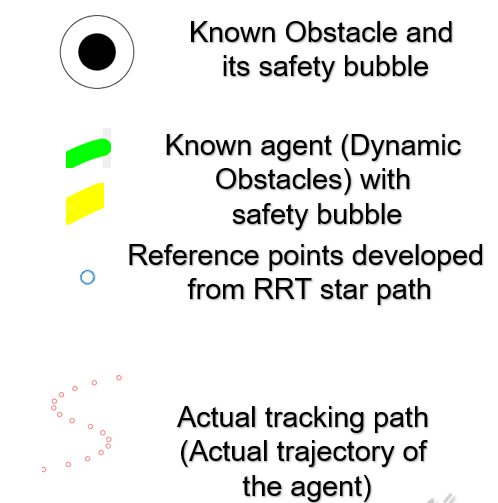 Known Obstacle and
its safety bubble
Known agent (Dynamic
Obstacles) with
safety bubble
Reference points developed
from RRT star path
Actual tracking path
(Actual trajectory of
the agent)